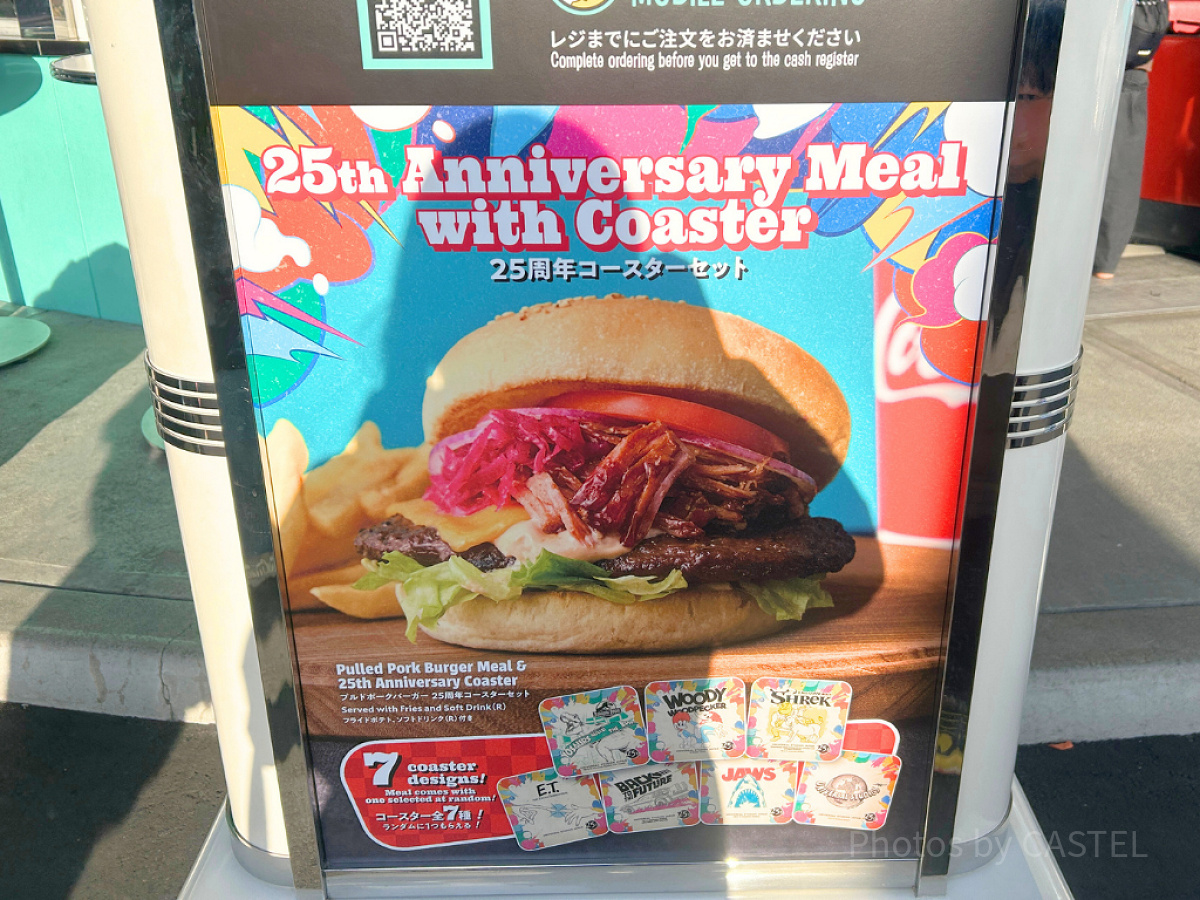 MOBILE ORDERING
レジまでにご注文をお済ませください
Complete ordering before you get to the cash register
25th Anniversary Meal
with Coaster
25周年コースターセット
Pulled Pork Burger Meal &
25th Anniversary Coaster
プルドポークバーガー 25周年コースターセット
Served with Fries and Soft Drink (R)
フライドポテト、ソフトドリンク(R)付き
WOODY
WOODPECKER
SHREK
7 coaster
designs!
Meal comes with
one selected at random!
コースター全7種!
ランダムに1つもらえる!
E.T.
BACK TO THE FUTURE
JAWS
Photos by CASTEL